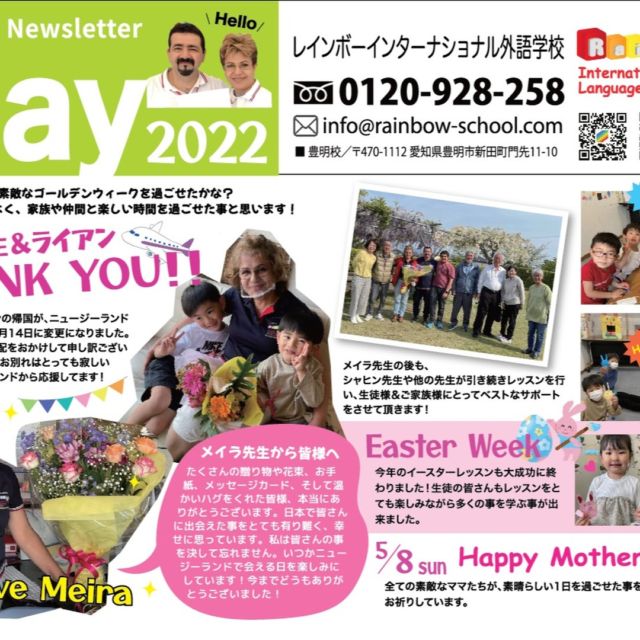 Newsletter
Hello
ay 2022
レインボーインターナショナル外語学校
0120-928-258
info@rainbow-school.com
■ 豊明校／〒470-1112 愛知県豊明市新田町門先11-10
Internat
Language
素敵なゴールデンウィークを過ごせたかな？
く、家族や仲間と楽しい時間を過ごせた事と思います！
生&ライアン
NK YOU!!
の帰国が、ニュージーランド
月14日に変更になりました。
配をおかけして申し訳ござい
お別れはとっても寂しい
ンドから応援してます！
メイラ先生の後も、
シャヒン先生や他の先生が引き続きレッスンを行
い、生徒様&ご家族様にとってベストなサポート
をさせて頂きます！
メイラ先生から皆様へ
たくさんの贈り物や花束、お手
紙、メッセージカード、そして温
かいハグをくれた皆様、本当にあ
りがとうございます。日本で皆さん
に出会えた事をとても有り難く、幸
せに思っています。私は皆さんの事
を決して忘れません。いつかニュー
ジーランドで会える日を楽しみに
しています！今までどうもありが
とうございました！
ve Meira
Easter Week
今年のイースターレッスンも大成功に終
わりました！生徒の皆さんもレッスンをと
ても楽しみながら多くの事を学ぶ事が出
来ました。
5/8 sun Happy Mother
全ての素敵なママたちが、素晴らしい1日を過ごせた事を
お祈りしています。